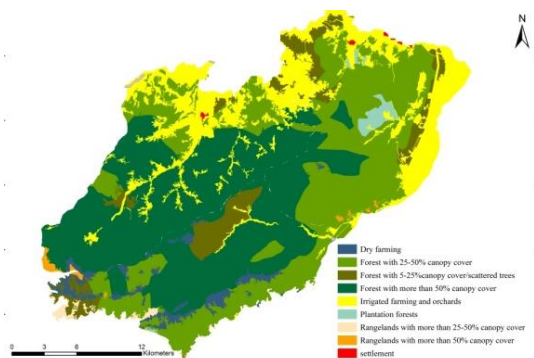 N
Dry farming
Forest with 25-50% canopy cover
Forest with 5-25%canopy cover/scattered trees
Forest with more than 50% canopy cover
Irrigated farming and orchards
Plantation forests
Rangelands with more than 25-50% canopy cover
Rangelands with more than 50% canopy cover
settlement
0 3 6 12
Kilometers